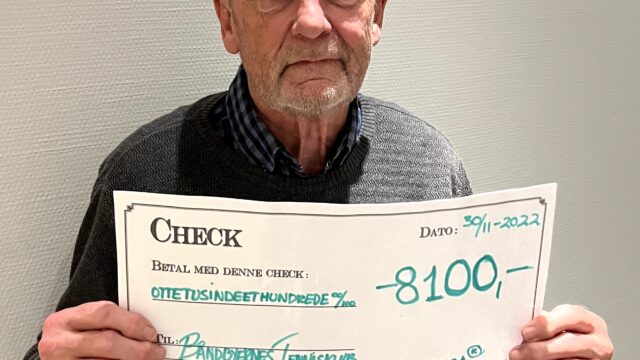 CHECK
DATO: 30/11-2022
BETAL MED DENNE CHECK:
OTTETUSINDEETHUNDREDE 00/100
-8100,-
TIL:
®